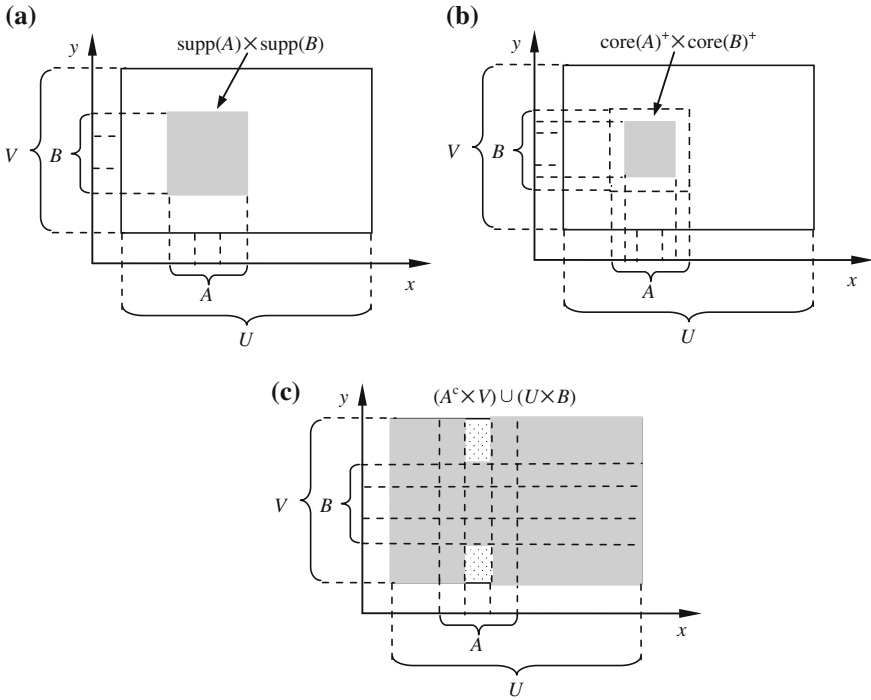 (a)
y
supp(A)×supp(B)
V
B
A
x
U
(b)
y
core(A)⁺×core(B)⁺
V
B
A
x
U
(c)
y
(Aᶜ×V)∪(U×B)
V
B
A
x
U